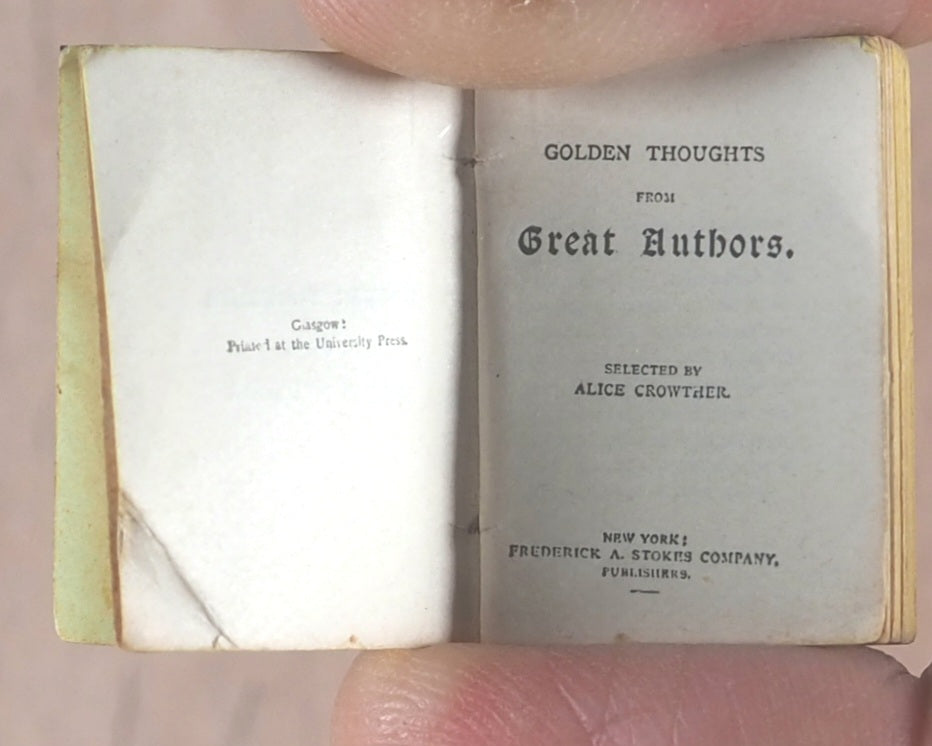 Glasgow:
Printed at the University Press.
GOLDEN THOUGHTS
FROM
Great Authors.
SELECTED BY
ALICE CROWTHER.
NEW YORK:
FREDERICK A. STOKES COMPANY,
PUBLISHERS.